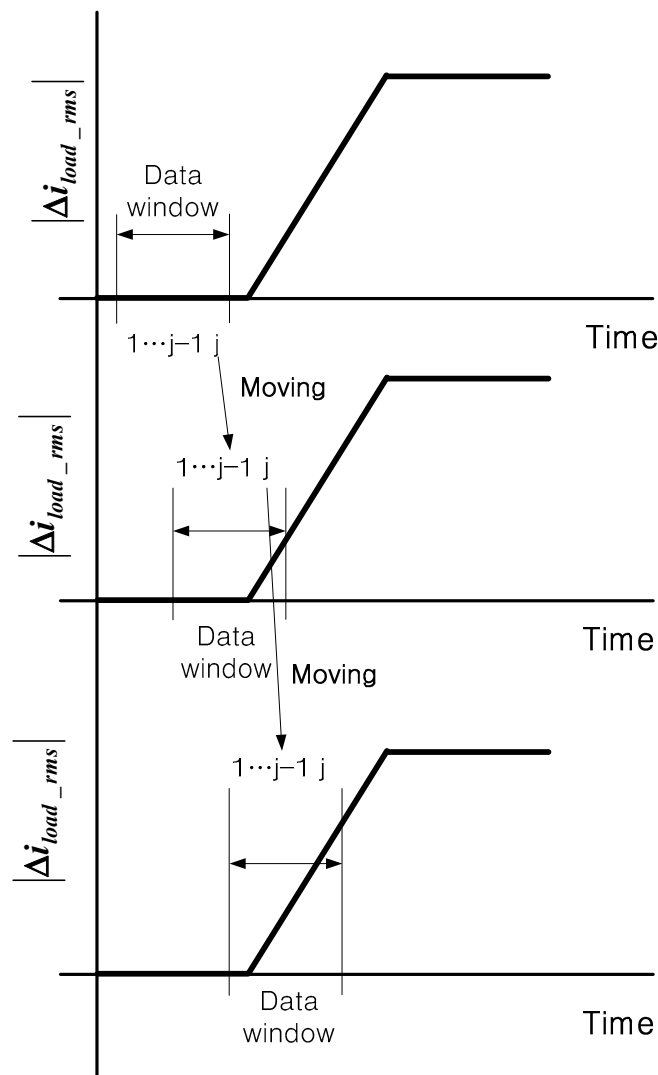 |Δi_load_rms|
Data
window
Time
1···j−1 j
Moving
|Δi_load_rms|
1···j−1 j
Data
window
Time
Moving
|Δi_load_rms|
1···j−1 j
Data
window
Time